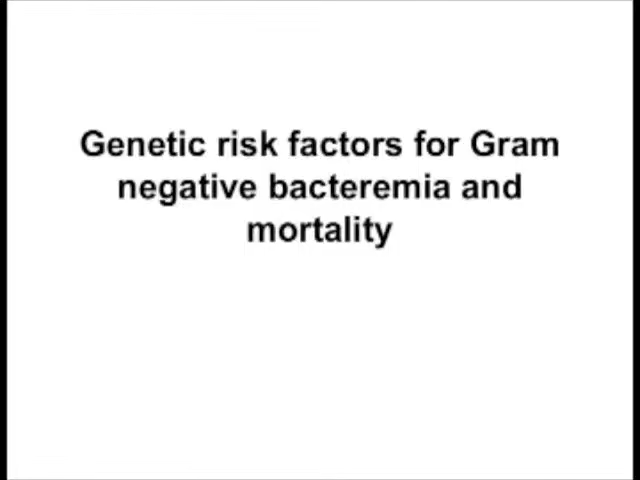 Genetic risk factors for Gram
negative bacteremia and
mortality